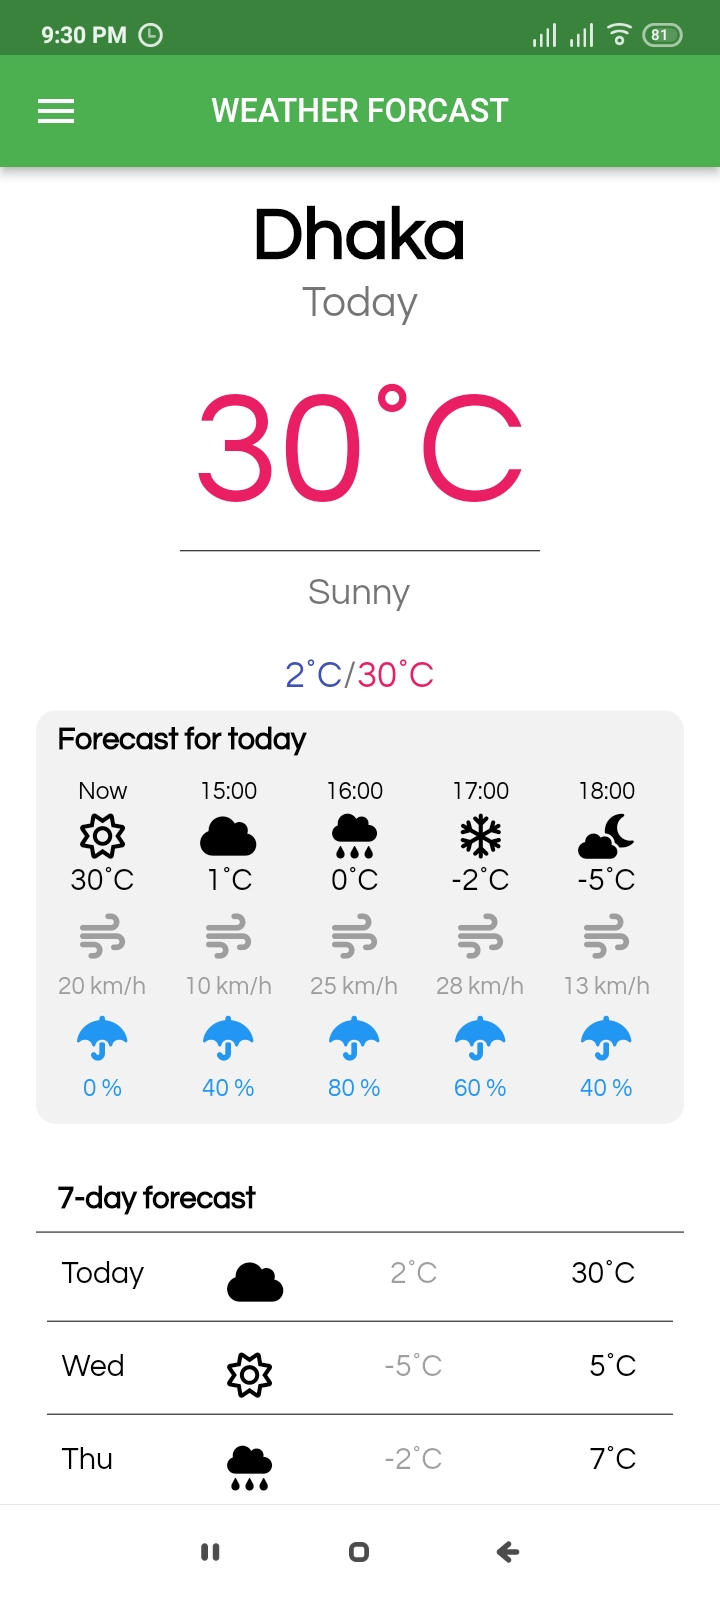 9:30 PM 81
WEATHER FORCAST
Dhaka
Today
30°C
Sunny
2°C/30°C
Forecast for today
Now 15:00 16:00 17:00 18:00
30°C 1°C 0°C -2°C -5°C
20 km/h 10 km/h 25 km/h 28 km/h 13 km/h
0 % 40 % 80 % 60 % 40 %
7-day forecast
Today 2°C 30°C
Wed -5°C 5°C
Thu -2°C 7°C